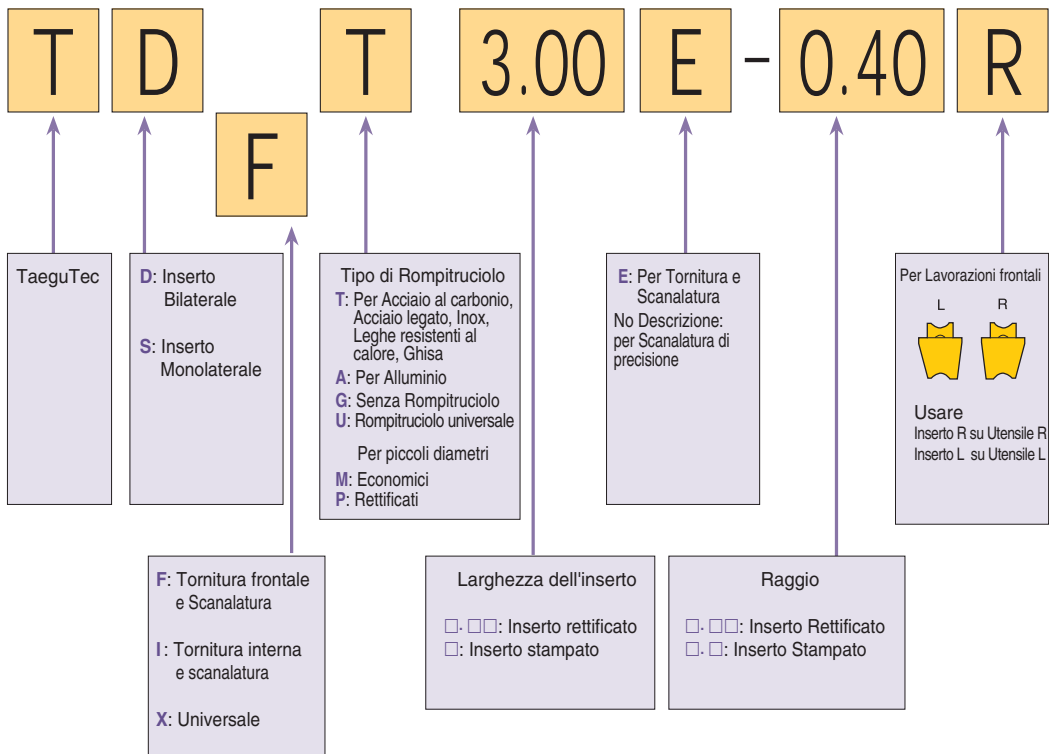 T D F T 3.00 E - 0.40 R
TaeguTec
D: Inserto
Bilaterale
S: Inserto
Monolaterale
Tipo di Rompitruciolo
T: Per Acciaio al carbonio,
Acciaio legato, Inox,
Leghe resistenti al
calore, Ghisa
A: Per Alluminio
G: Senza Rompitruciolo
U: Rompitruciolo universale
Per piccoli diametri
M: Economici
P: Rettificati
E: Per Tornitura e
Scanalatura
No Descrizione:
per Scanalatura di
precisione
Per Lavorazioni frontali
L R
Usare
Inserto R su Utensile R
Inserto L su Utensile L
F: Tornitura frontale
e Scanalatura
I: Tornitura interna
e scanalatura
X: Universale
Larghezza dell'inserto
□.□□: Inserto rettificato
□: Inserto stampato
Raggio
□.□□: Inserto Rettificato
□.□: Inserto Stampato